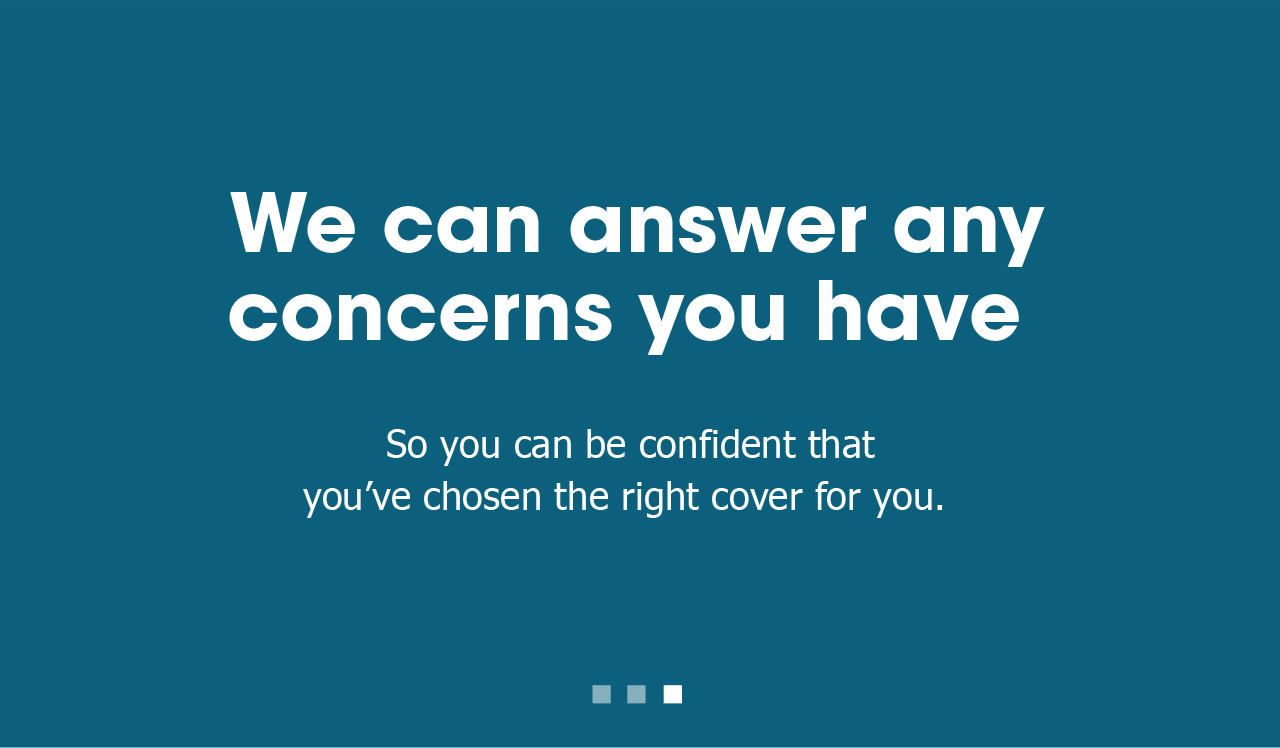 We can answer any
concerns you have
So you can be confident that
you’ve chosen the right cover for you.